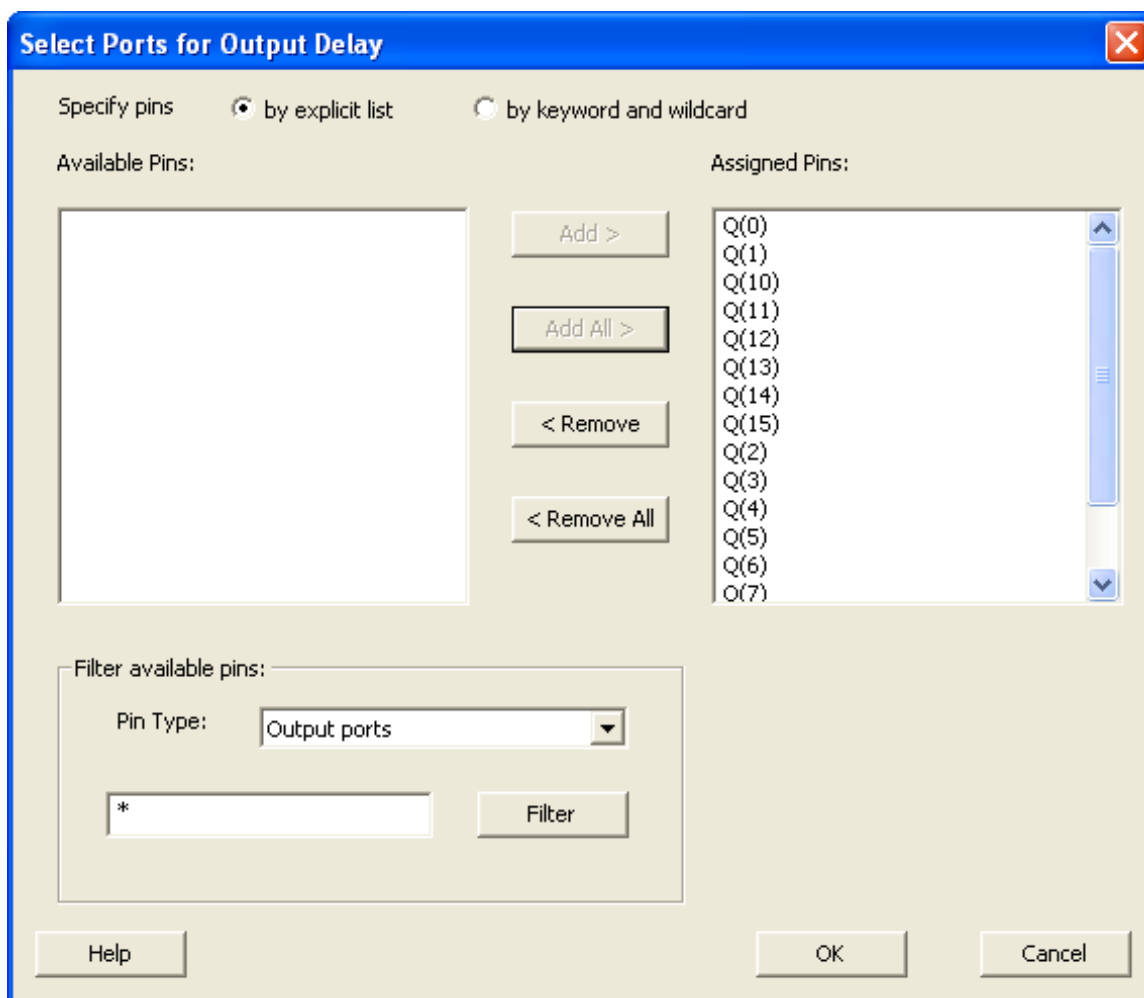 Select Ports for Output Delay
Specify pins by explicit list by keyword and wildcard
Available Pins:
Assigned Pins:
Add >
Add All >
< Remove
< Remove All
Q(0)
Q(1)
Q(10)
Q(11)
Q(12)
Q(13)
Q(14)
Q(15)
Q(2)
Q(3)
Q(4)
Q(5)
Q(6)
Q(7)
Filter available pins:
Pin Type: Output ports
* Filter
Help OK Cancel